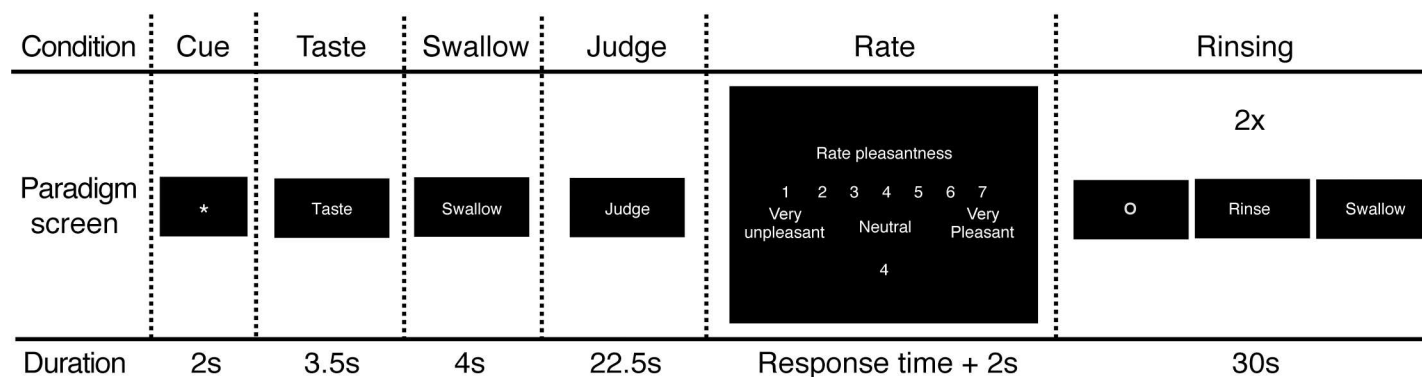 Condition Cue Taste Swallow Judge Rate Rinsing
2x
Rate pleasantness
Paradigm screen
* Taste Swallow Judge
1 2 3 4 5 6 7
Very unpleasant Neutral Very Pleasant
4
O Rinse Swallow
Duration 2s 3.5s 4s 22.5s Response time + 2s 30s